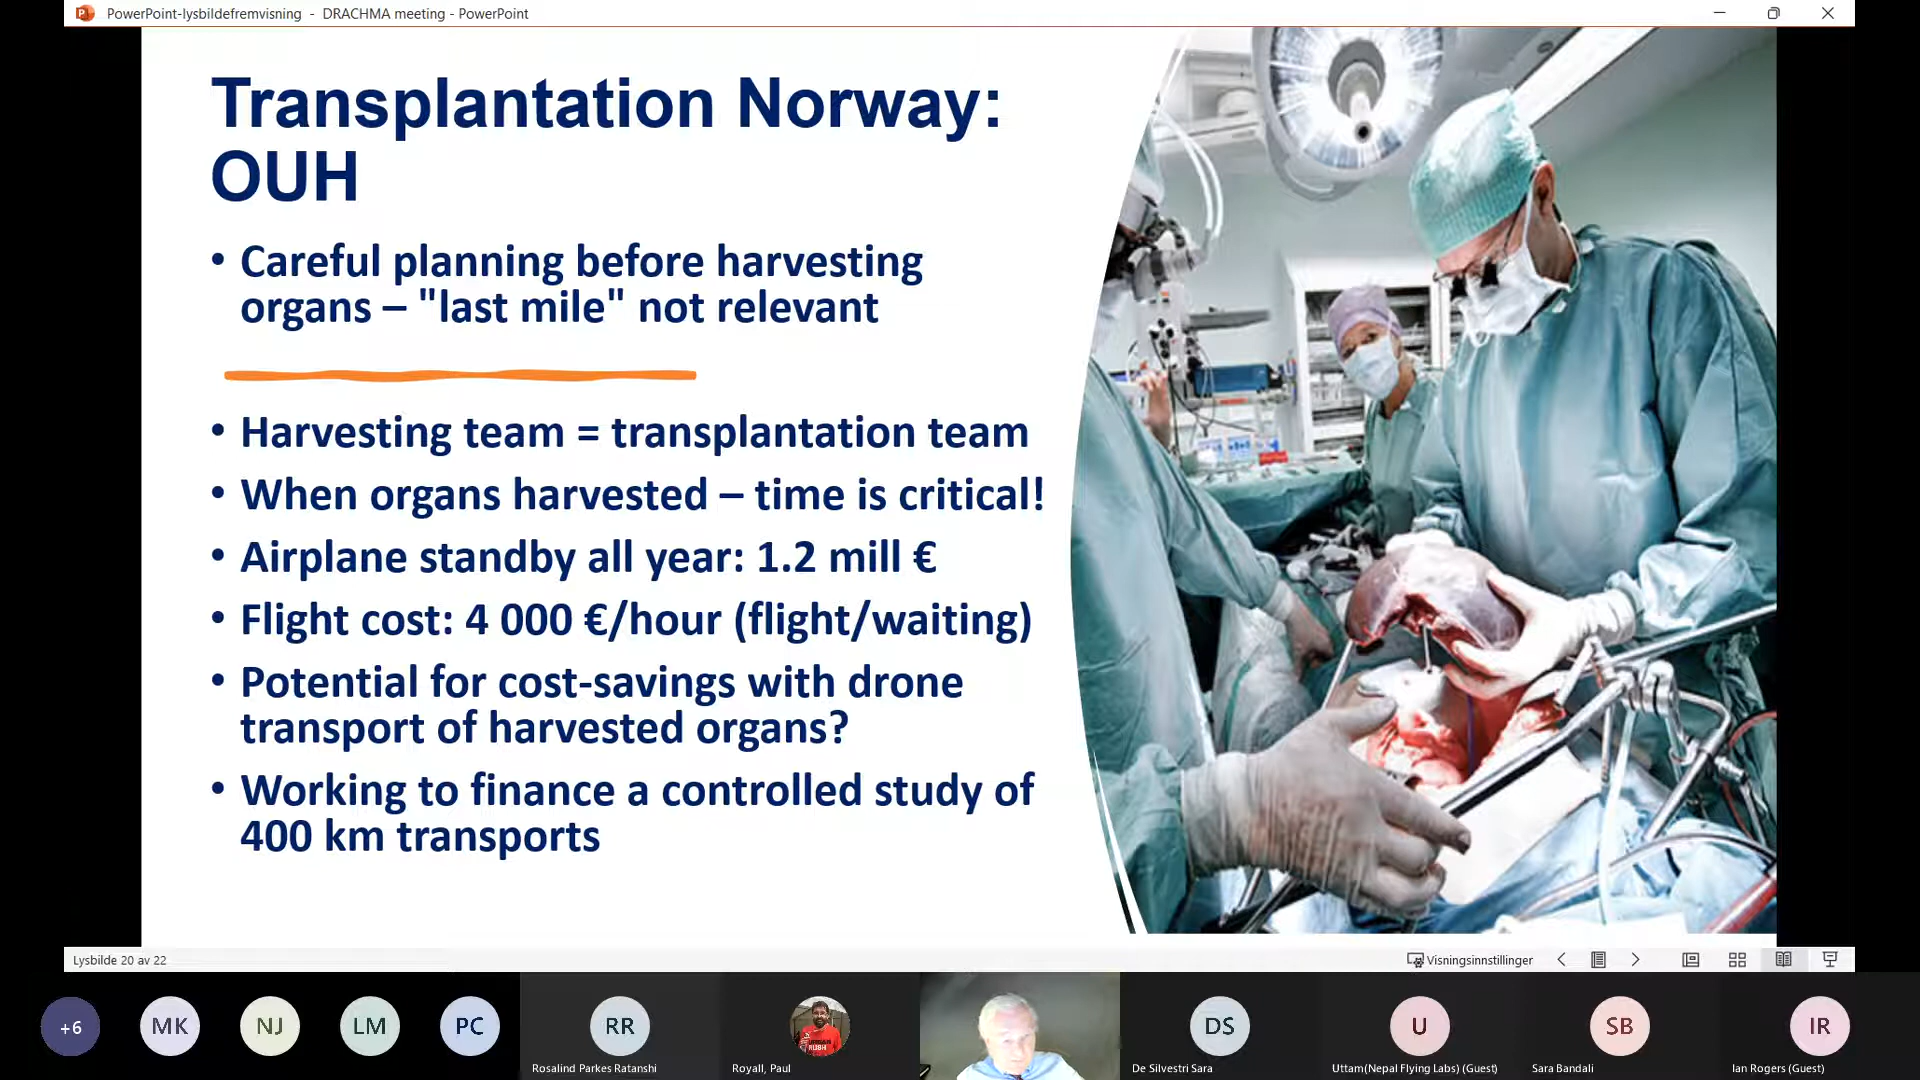 PowerPoint-lysbildefremvisning - DRACHMA meeting - PowerPoint
Transplantation Norway:
OUH
• Careful planning before harvesting
organs – "last mile" not relevant
• Harvesting team = transplantation team
• When organs harvested – time is critical!
• Airplane standby all year: 1.2 mill €
• Flight cost: 4 000 €/hour (flight/waiting)
• Potential for cost-savings with drone
transport of harvested organs?
• Working to finance a controlled study of
400 km transports
Lysbilde 20 av 22
Visningsinnstillinger
+6
MK
NJ
LM
PC
RR
DS
U
SB
IR
Rosalind Parkes Ratanshi
Royall, Paul
De Silvestri Sara
Uttam(Nepal Flying Labs) (Guest)
Sara Bandali
Ian Rogers (Guest)